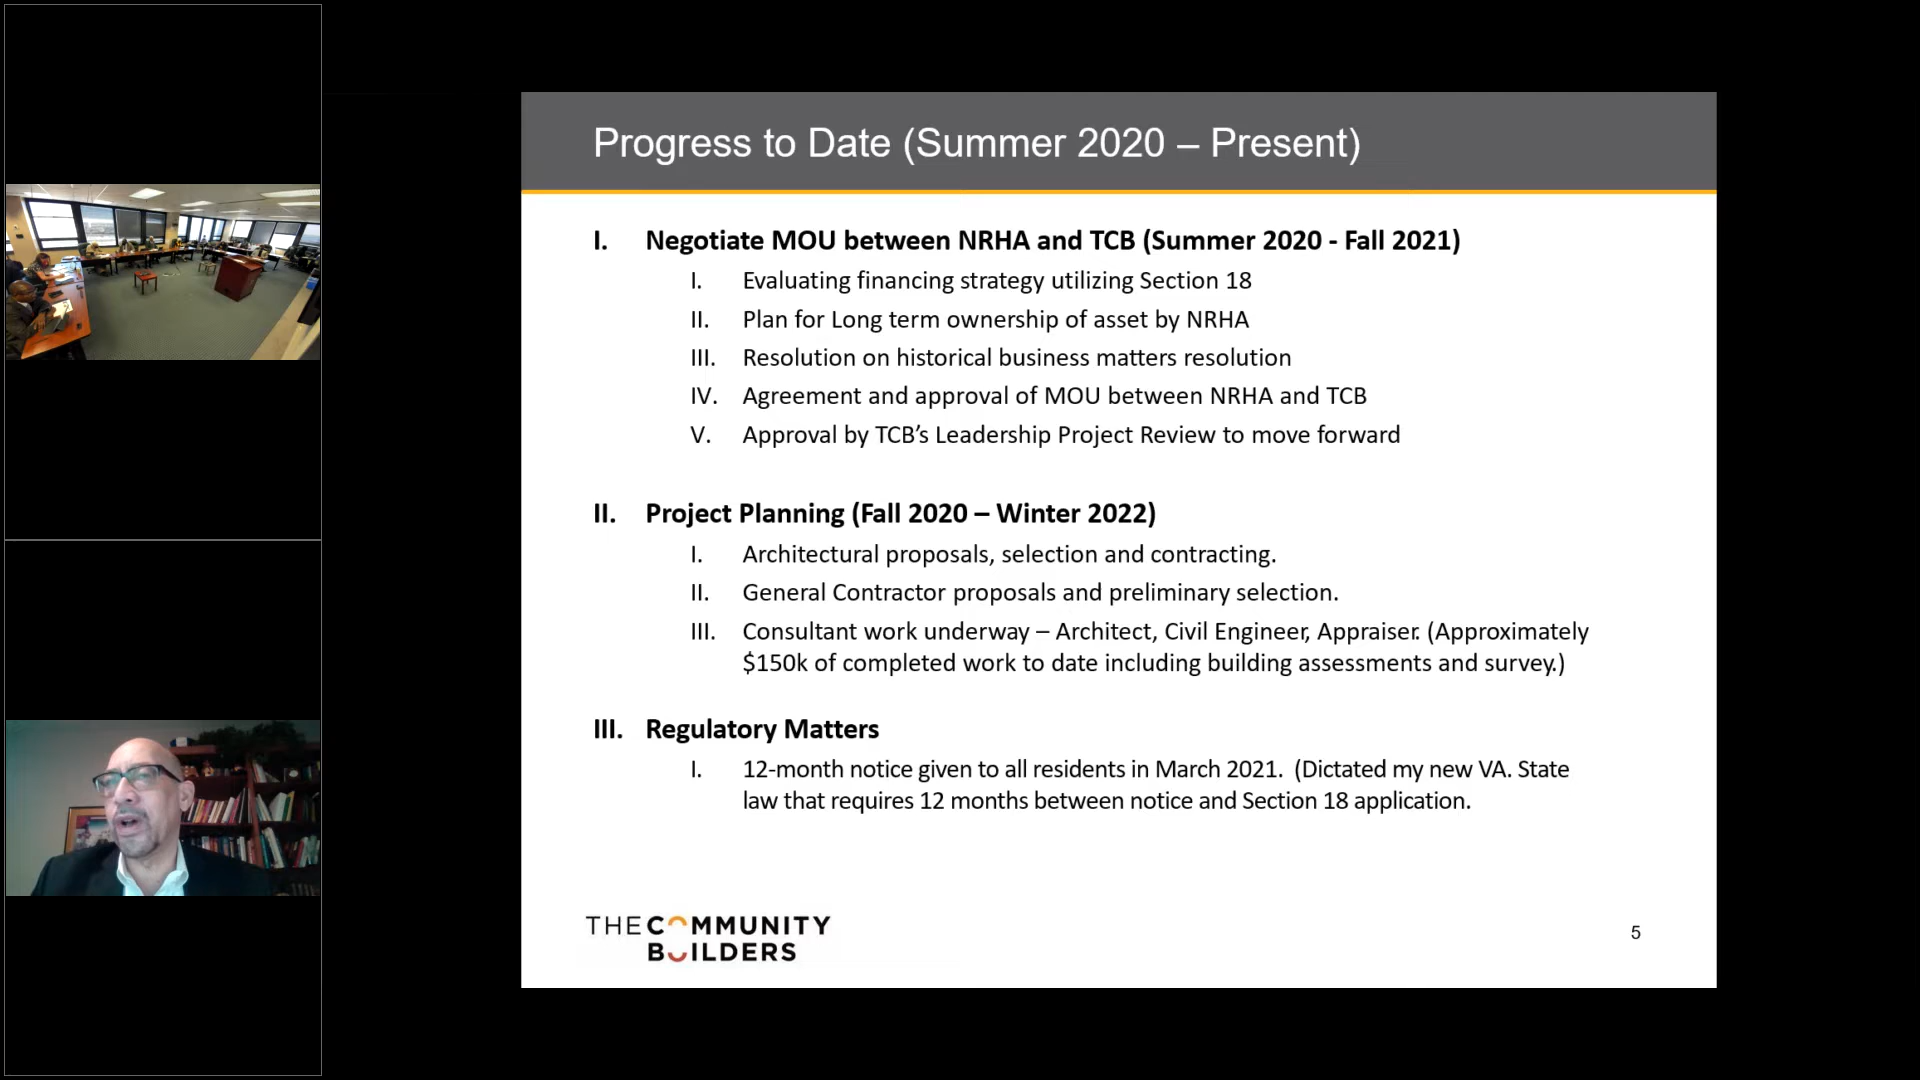 Progress to Date (Summer 2020 – Present)
I. Negotiate MOU between NRHA and TCB (Summer 2020 - Fall 2021)
I. Evaluating financing strategy utilizing Section 18
II. Plan for Long term ownership of asset by NRHA
III. Resolution on historical business matters resolution
IV. Agreement and approval of MOU between NRHA and TCB
V. Approval by TCB’s Leadership Project Review to move forward
II. Project Planning (Fall 2020 – Winter 2022)
I. Architectural proposals, selection and contracting.
II. General Contractor proposals and preliminary selection.
III. Consultant work underway – Architect, Civil Engineer, Appraiser. (Approximately
$150k of completed work to date including building assessments and survey.)
III. Regulatory Matters
I. 12-month notice given to all residents in March 2021. (Dictated my new VA. State
law that requires 12 months between notice and Section 18 application.
THE COMMUNITY
BUILDERS
5